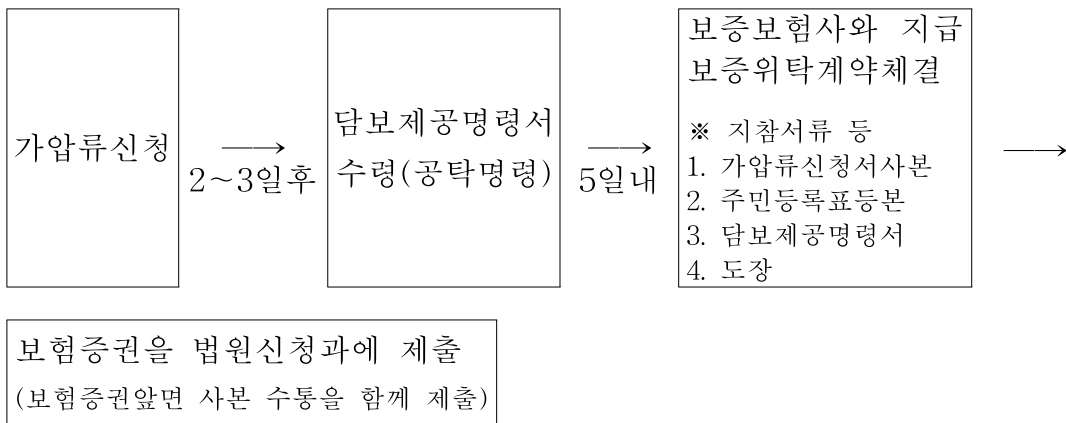 가압류신청
→
2~3일후
담보제공명령서
수령(공탁명령)
→
5일내
보증보험사와 지급
보증위탁계약체결
※ 지참서류 등
1. 가압류신청서사본
2. 주민등록표등본
3. 담보제공명령서
4. 도장
→
보험증권을 법원신청과에 제출
(보험증권앞면 사본 수통을 함께 제출)